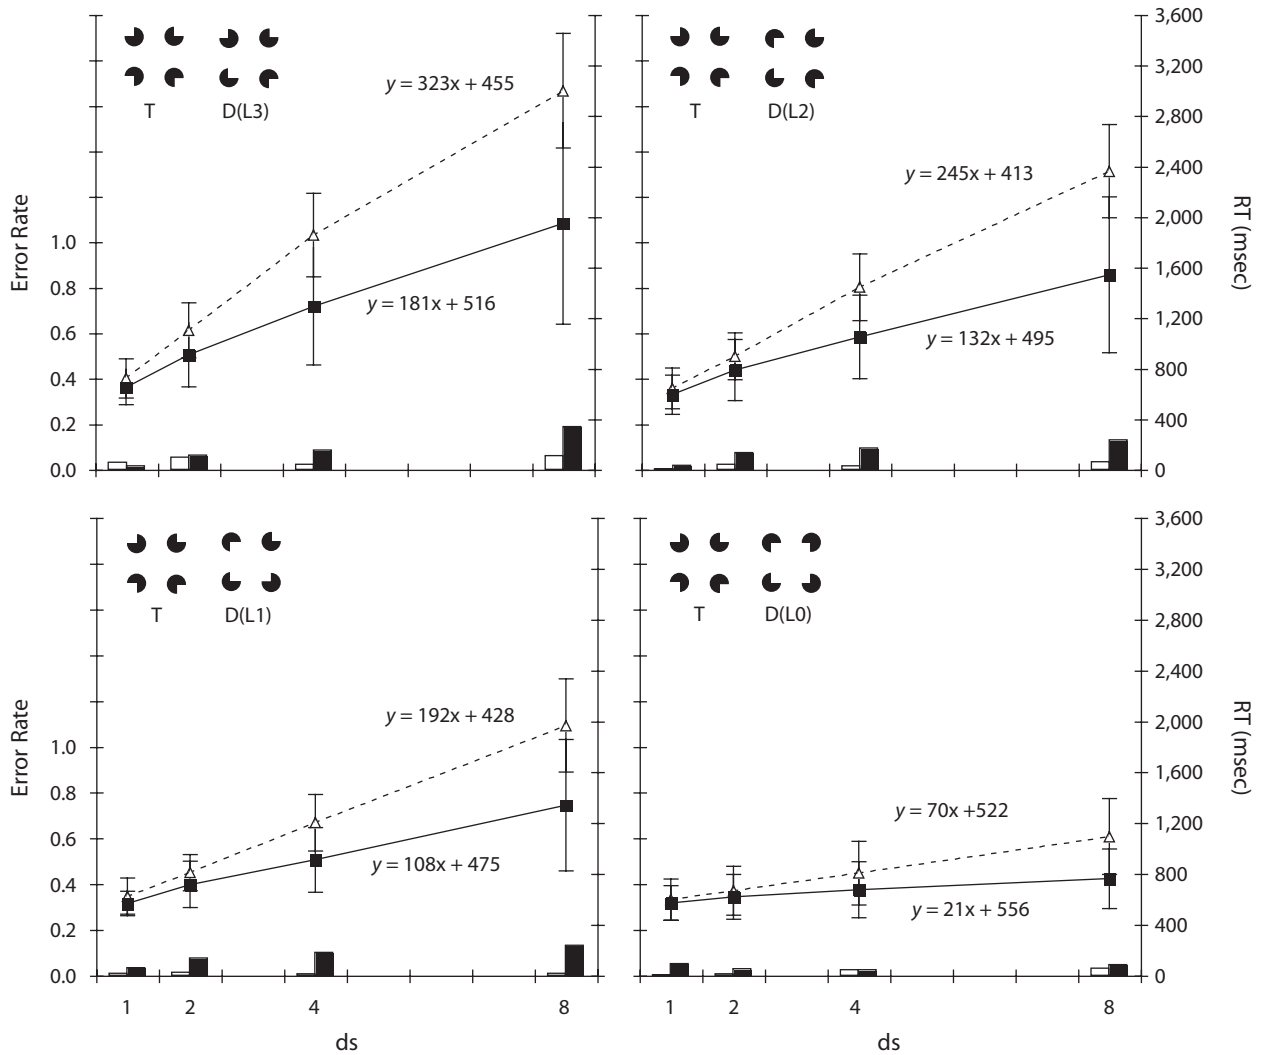 3,600
3,200
2,800
2,400
2,000
1,600
1,200
800
400
0
T D(L3)
y = 323x + 455
y = 181x + 516
Error Rate
1.0
0.8
0.6
0.4
0.2
0.0
T D(L2)
y = 245x + 413
y = 132x + 495
RT (msec)
T D(L1)
y = 192x + 428
y = 108x + 475
Error Rate
1.0
0.8
0.6
0.4
0.2
0.0
1 2 4 8
ds
T D(L0)
y = 70x +522
y = 21x + 556
3,600
3,200
2,800
2,400
2,000
1,600
1,200
800
400
0
RT (msec)
1 2 4 8
ds